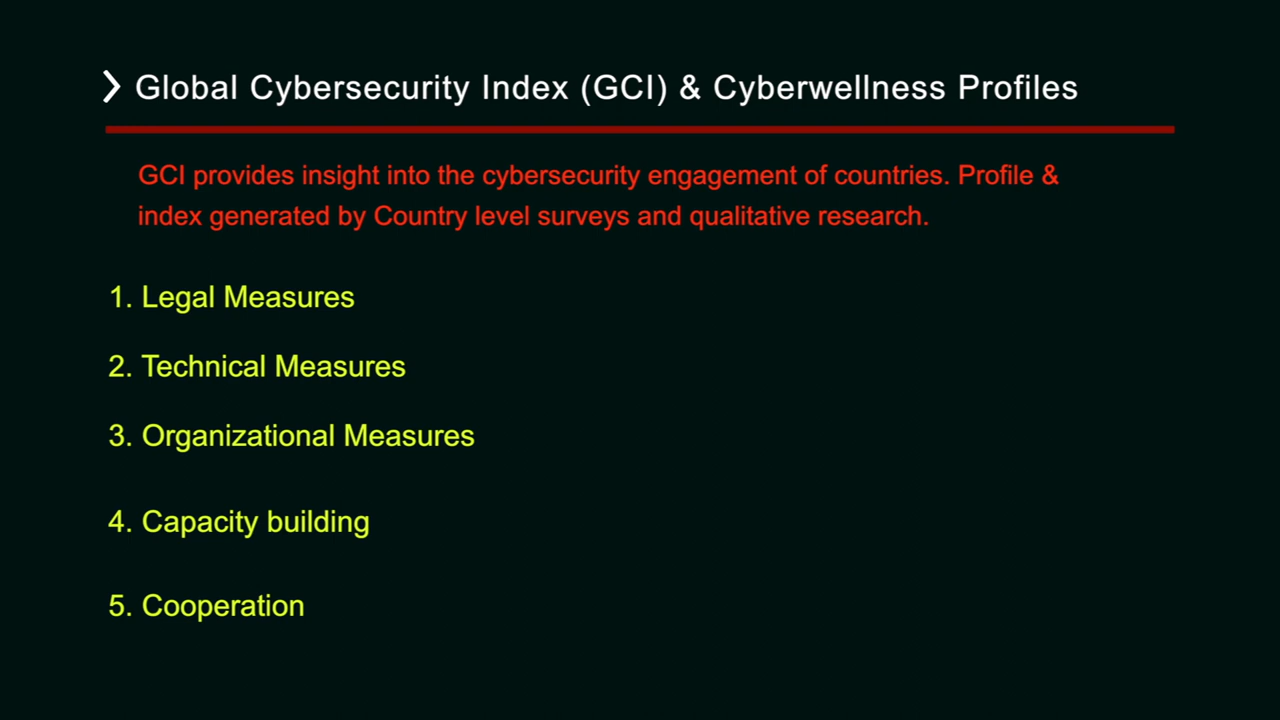 Global Cybersecurity Index (GCI) & Cyberwellness Profiles
GCI provides insight into the cybersecurity engagement of countries. Profile &
index generated by Country level surveys and qualitative research.
1. Legal Measures
2. Technical Measures
3. Organizational Measures
4. Capacity building
5. Cooperation